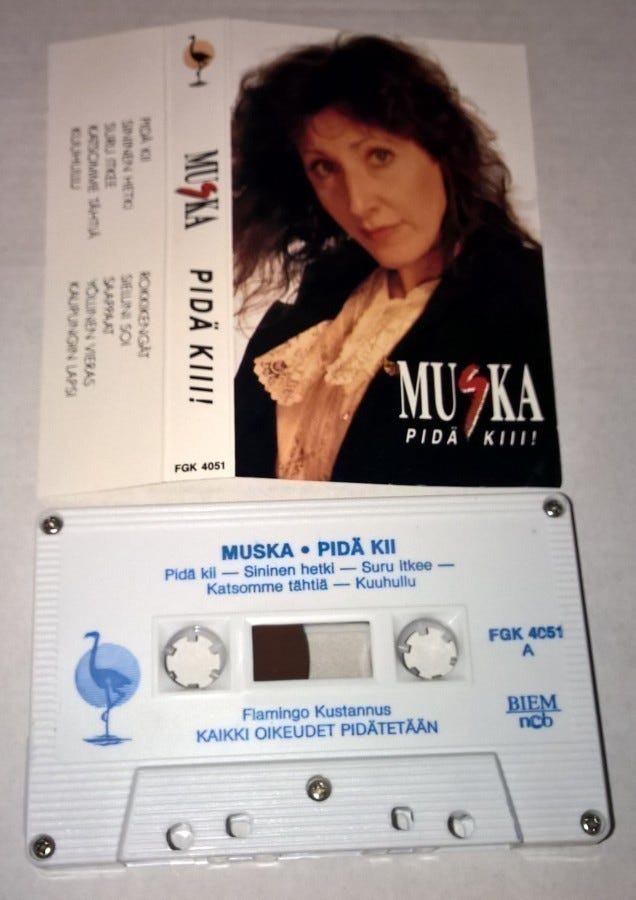 PIDÄ KII
SININEN HETKI
SURU ITKEE
KATSOMME TÄHTIÄ
KUUHULLU
ROKKIKENGÄT
SIELUNI SOI
SAAPPAAT
YÖLLINEN VIERAS
KAUPUNGIN LAPSI
MUSKA PIDÄ KIII!
FGK 4051
MUSKA
PIDÄ KIII!
MUSKA • PIDÄ KII
Pidä kii — Sininen hetki — Suru itkee —
Katsomme tähtiä — Kuuhullu
FGK 4051
A
BIEM
ncb
Flamingo Kustannus
KAIKKI OIKEUDET PIDÄTETÄÄN